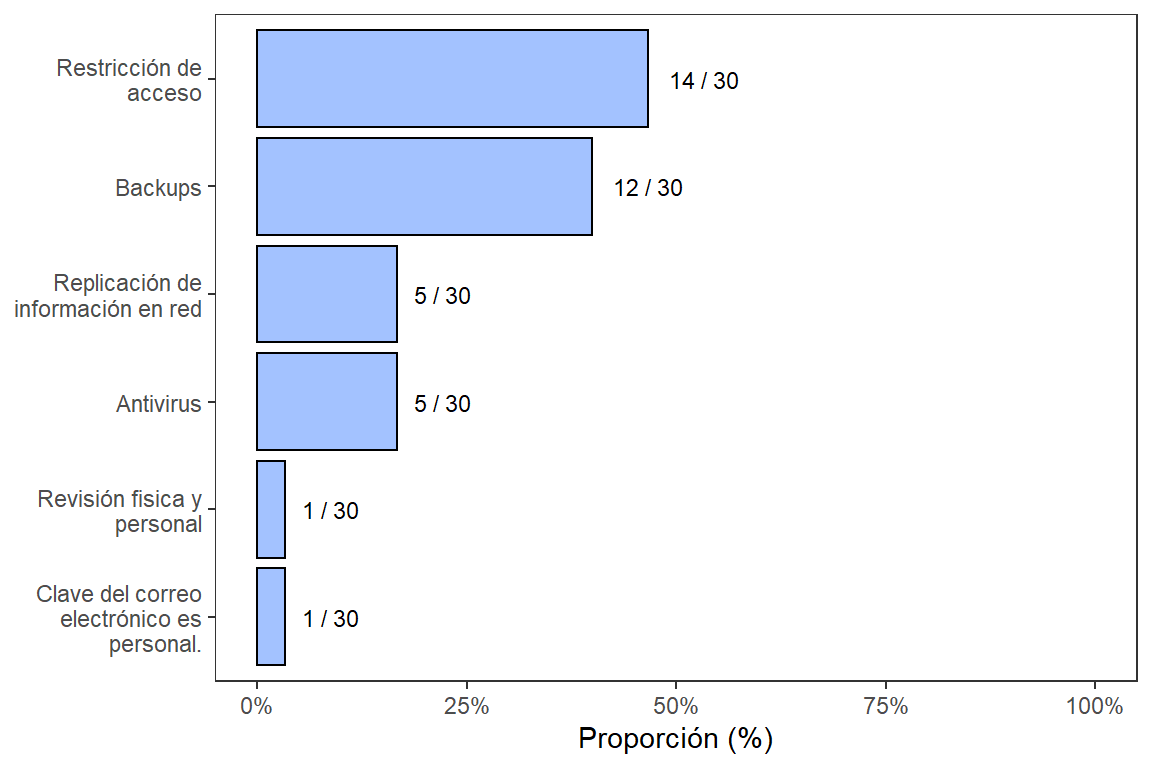 Restricción de
acceso
14 / 30
Backups
12 / 30
Replicación de
información en red
5 / 30
Antivirus
5 / 30
Revisión fisica y
personal
1 / 30
Clave del correo
electrónico es
personal.
1 / 30
0%
25%
50%
75%
100%
Proporción (%)